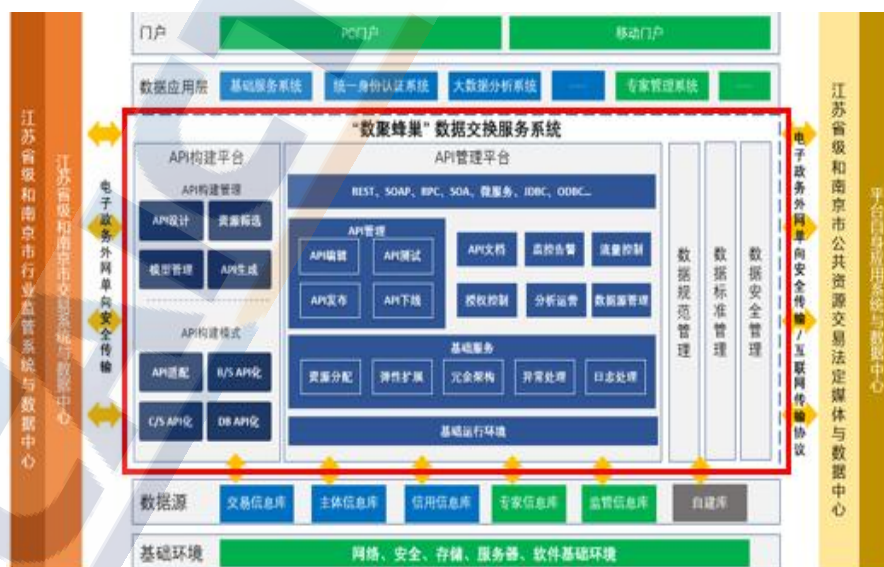 门户
PC门户
移动门户
数据应用层
基础服务系统
统一身份认证系统
大数据分析系统
......
专家管理系统
......
“数聚蜂巢”数据交换服务系统
API构建平台
API构建管理
API设计
资源筛选
模型管理
API生成
API构建模式
API适配
B/S API化
C/S API化
DB API化
API管理平台
REST、SOAP、RPC、SOA、微服务、JDBC、ODBC...
API管理
API编辑
API测试
API发布
API下线
API文档
监控告警
流量控制
授权控制
分析运营
数据源管理
基础服务
资源分配
弹性扩展
冗余架构
异常处理
日志处理
基础运行环境
数据规范管理
数据标准管理
数据安全管理
数据源
交易信息库
主体信息库
信用信息库
专家信息库
监管信息库
自建库
基础环境
网络、安全、存储、服务器、软件基础环境
江苏省级和南京市行业监管系统与数据中心
江苏省级和南京市交易系统与数据中心
电子政务外网单向安全传输
电子政务外网单向安全传输/互联网传输协议
江苏省级和南京市公共资源交易法定媒体与数据中心
平台自身应用系统与数据中心